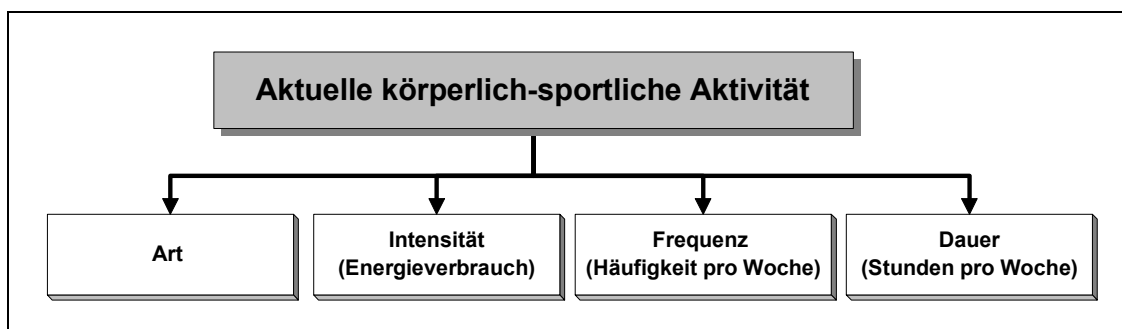 Aktuelle körperlich-sportliche Aktivität
Art
Intensität
(Energieverbrauch)
Frequenz
(Häufigkeit pro Woche)
Dauer
(Stunden pro Woche)